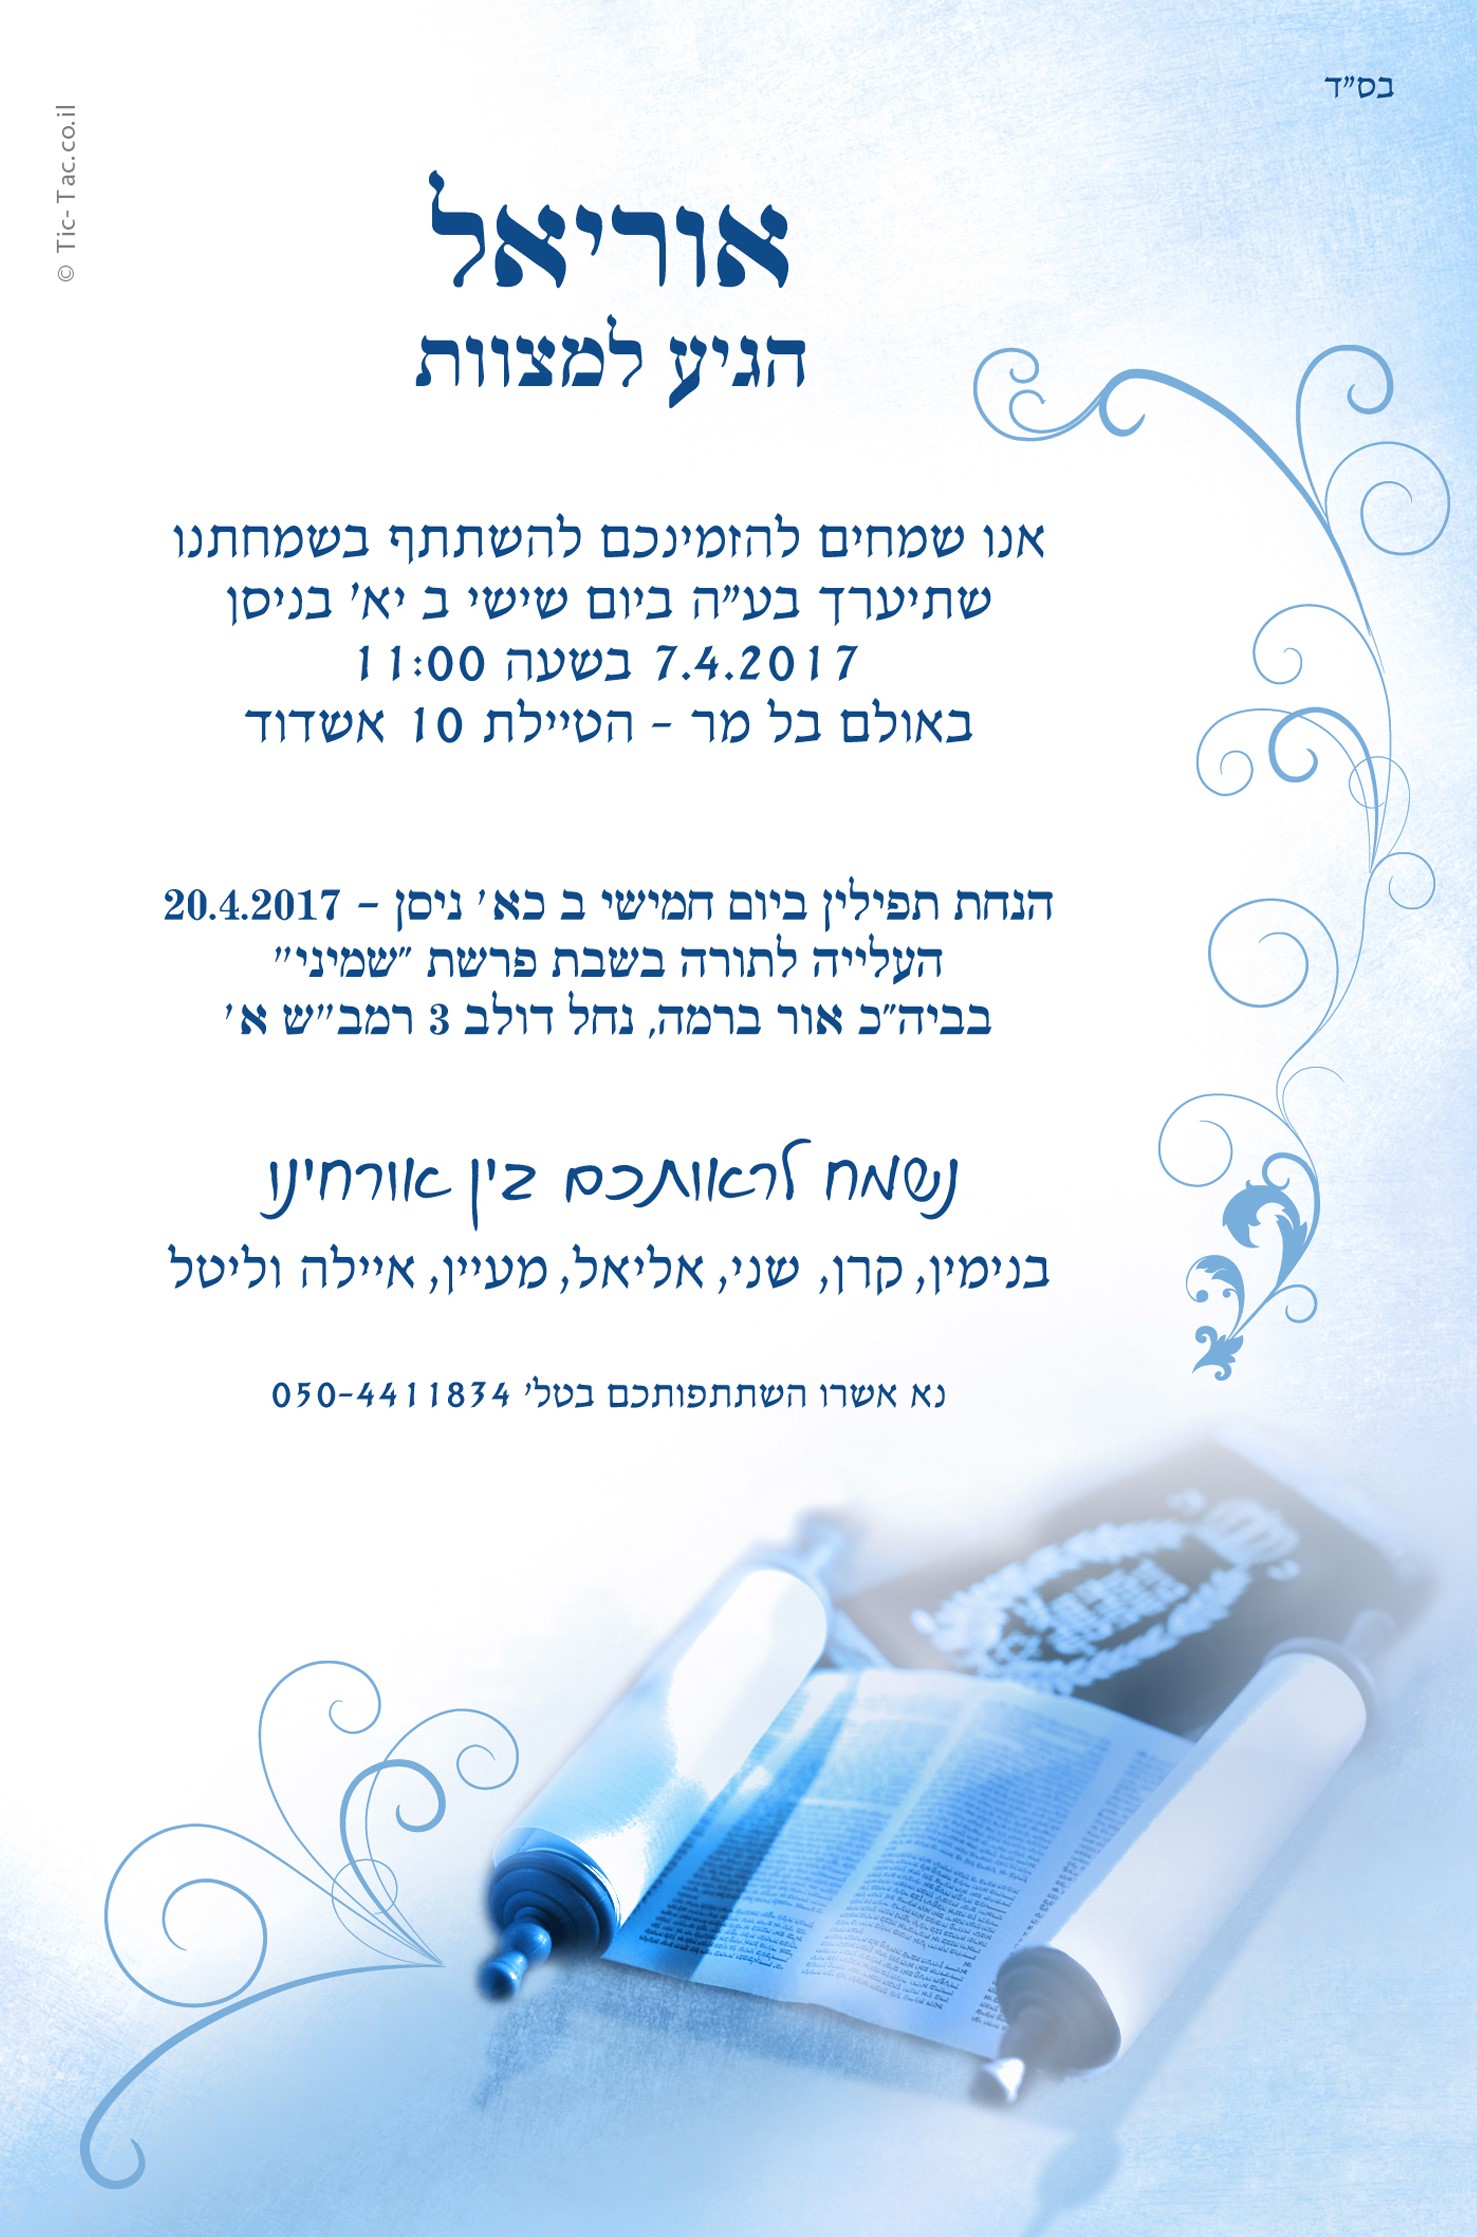 בס"ד
© Tic-Tac.co.il
אוריאל
הגיע למצוות
אנו שמחים להזמינכם להשתתף בשמחתנו
שתיערך בע"ה ביום שישי ב יא' בניסן
7.4.2017 בשעה 11:00
באולם בל מר - הטיילת 10 אשדוד
הנחת תפילין ביום חמישי ב כא' ניסן - 20.4.2017
העלייה לתורה בשבת פרשת "שמיני"
בביה"כ אור ברמה, נחל דולב 3 רמב"ש א'
נשמח לראותכם בין אורחינו
בנימין, קרן, שני, אליאל, מעיין, איילה וליטל
נא אשרו השתתפותכם בטל' 050-4411834